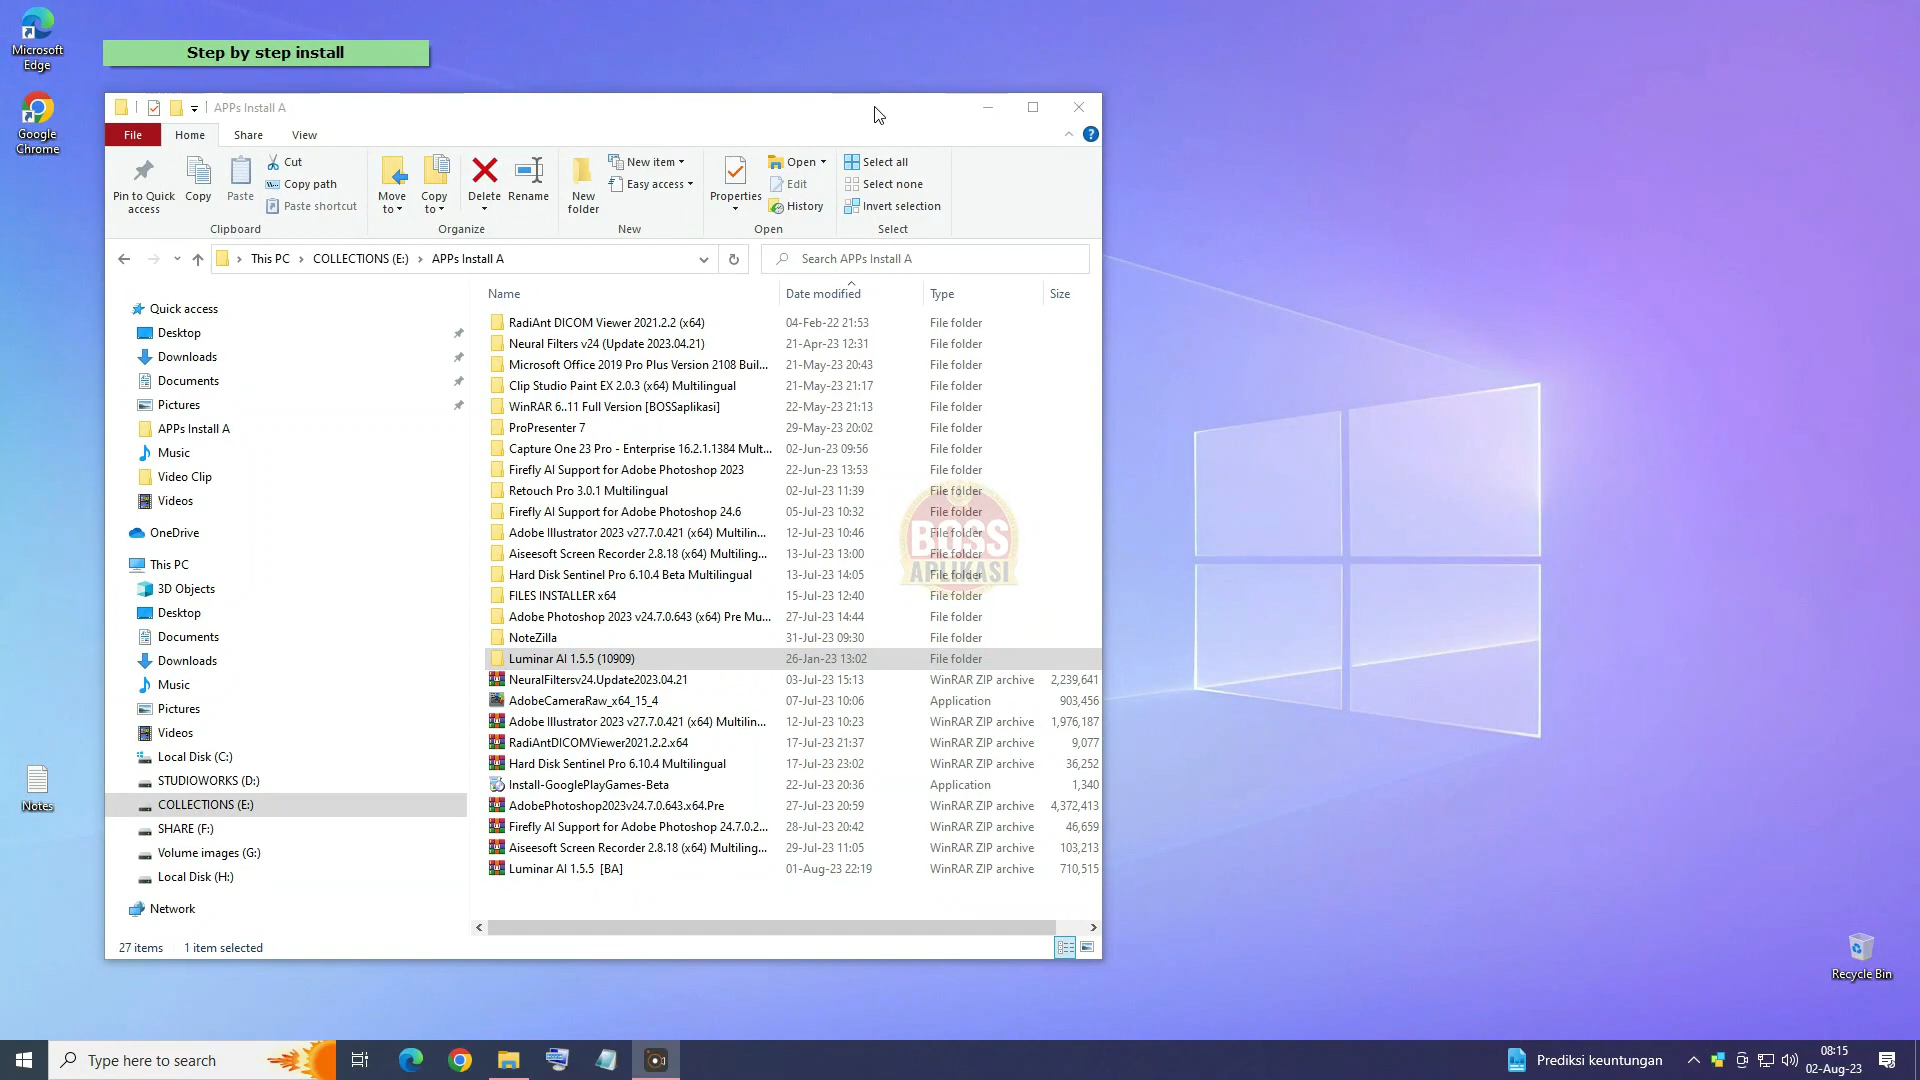 Microsoft
Edge
Google
Chrome
Step by step install
APPs Install A
File Home Share View
Pin to Quick
access
Copy
Paste
Cut
Copy path
Paste shortcut
Clipboard
Move
to
Copy
to
Delete
Rename
Organize
New
folder
New item
Easy access
New
Properties
Open
Edit
History
Open
Select all
Select none
Invert selection
Select
This PC COLLECTIONS (E:) APPs Install A
Search APPs Install A
Quick access
Desktop
Downloads
Documents
Pictures
APPs Install A
Music
Video Clip
Videos
OneDrive
This PC
3D Objects
Desktop
Documents
Downloads
Music
Pictures
Videos
Local Disk (C:)
STUDIOWORKS (D:)
COLLECTIONS (E:)
SHARE (F:)
Volume images (G:)
Local Disk (H:)
Network
Name Date modified Type Size
RadiAnt DICOM Viewer 2021.2.2 (x64) 04-Feb-22 21:53 File folder
Neural Filters v24 (Update 2023.04.21) 21-Apr-23 12:31 File folder
Microsoft Office 2019 Pro Plus Version 2108 Buil... 21-May-23 20:43 File folder
Clip Studio Paint EX 2.0.3 (x64) Multilingual 21-May-23 21:17 File folder
WinRAR 6..11 Full Version [BOSSaplikasi] 22-May-23 21:13 File folder
ProPresenter 7 29-May-23 20:02 File folder
Capture One 23 Pro - Enterprise 16.2.1.1384 Mult... 02-Jun-23 09:56 File folder
Firefly AI Support for Adobe Photoshop 2023 22-Jun-23 13:53 File folder
Retouch Pro 3.0.1 Multilingual 02-Jul-23 11:39 File folder
Firefly AI Support for Adobe Photoshop 24.6 05-Jul-23 10:32 File folder
Adobe Illustrator 2023 v27.7.0.421 (x64) Multilin... 12-Jul-23 10:46 File folder
Aiseesoft Screen Recorder 2.8.18 (x64) Multiling... 13-Jul-23 13:00 File folder
Hard Disk Sentinel Pro 6.10.4 Beta Multilingual 13-Jul-23 14:05 File folder
FILES INSTALLER x64 15-Jul-23 12:40 File folder
Adobe Photoshop 2023 v24.7.0.643 (x64) Pre Mu... 27-Jul-23 14:44 File folder
NoteZilla 31-Jul-23 09:30 File folder
Luminar AI 1.5.5 (10909) 26-Jan-23 13:02 File folder
NeuralFiltersv24.Update2023.04.21 03-Jul-23 15:13 WinRAR ZIP archive 2,239,641
AdobeCameraRaw_x64_15_4 07-Jul-23 10:06 Application 903,456
Adobe Illustrator 2023 v27.7.0.421 (x64) Multilin... 12-Jul-23 10:23 WinRAR ZIP archive 1,976,187
RadiAntDICOMViewer2021.2.2.x64 17-Jul-23 21:37 WinRAR ZIP archive 9,077
Hard Disk Sentinel Pro 6.10.4 Multilingual 17-Jul-23 23:02 WinRAR ZIP archive 36,252
Install-GooglePlayGames-Beta 22-Jul-23 20:36 Application 1,340
AdobePhotoshop2023v24.7.0.643.x64.Pre 27-Jul-23 20:59 WinRAR ZIP archive 4,372,413
Firefly AI Support for Adobe Photoshop 24.7.0.2... 28-Jul-23 20:42 WinRAR ZIP archive 46,659
Aiseesoft Screen Recorder 2.8.18 (x64) Multiling... 29-Jul-23 11:05 WinRAR ZIP archive 103,213
Luminar AI 1.5.5 [BA] 01-Aug-23 22:19 WinRAR ZIP archive 710,515
BOSS
APLIKASI
27 items 1 item selected
Notes
Recycle Bin
Type here to search
Prediksi keuntungan
08:15
02-Aug-23